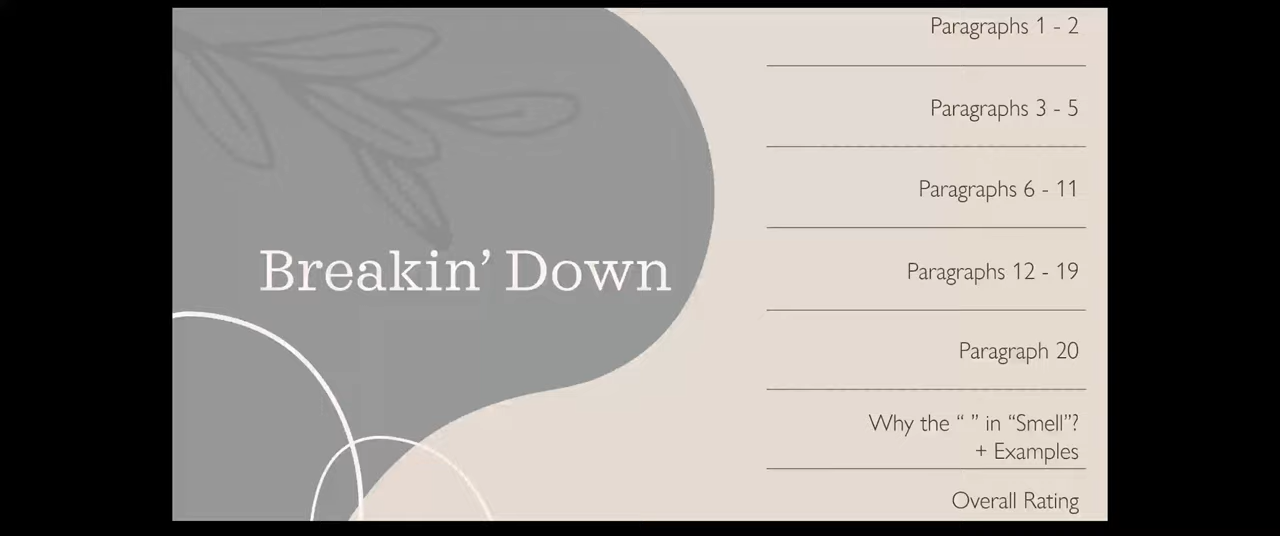 Breakin’ Down
Paragraphs 1 - 2
Paragraphs 3 - 5
Paragraphs 6 - 11
Paragraphs 12 - 19
Paragraph 20
Why the “ ” in “Smell”?
+ Examples
Overall Rating